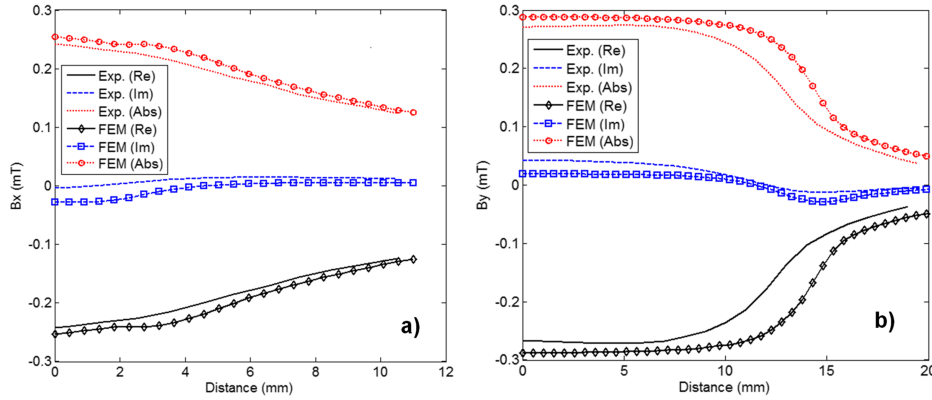 0.3
0.2
0.1
0
-0.1
-0.2
-0.3
Bx (mT)
Exp. (Re)
Exp. (Im)
Exp. (Abs)
FEM (Re)
FEM (Im)
FEM (Abs)
a)
0 2 4 6 8 10 12
Distance (mm)
0.3
0.2
0.1
0
-0.1
-0.2
-0.3
By (mT)
Exp. (Re)
Exp. (Im)
Exp. (Abs)
FEM (Re)
FEM (Im)
FEM (Abs)
b)
0 5 10 15 20
Distance (mm)